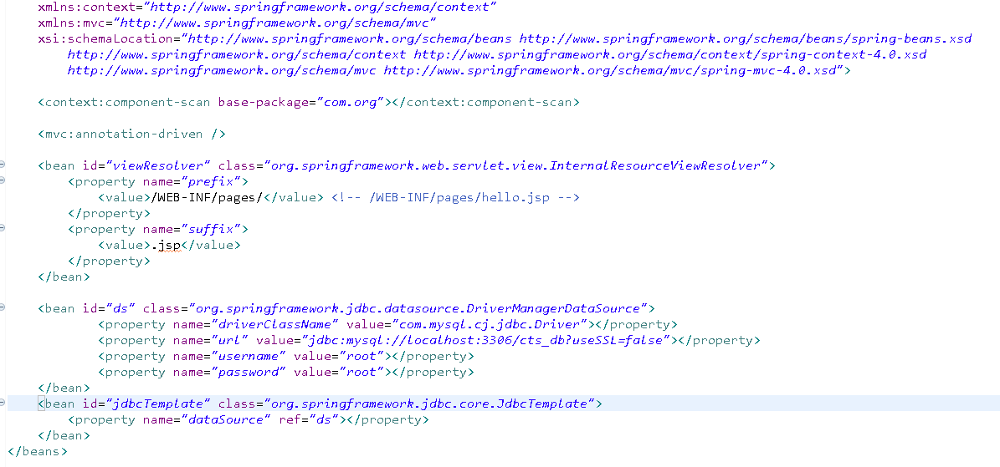 xmlns:context="http://www.springframework.org/schema/context"
xmlns:mvc="http://www.springframework.org/schema/mvc"
xsi:schemaLocation="http://www.springframework.org/schema/beans http://www.springframework.org/schema/beans/spring-beans.xsd
http://www.springframework.org/schema/context http://www.springframework.org/schema/context/spring-context-4.0.xsd
http://www.springframework.org/schema/mvc http://www.springframework.org/schema/mvc/spring-mvc-4.0.xsd">
<context:component-scan base-package="com.org"></context:component-scan>
<mvc:annotation-driven />
<bean id="viewResolver" class="org.springframework.web.servlet.view.InternalResourceViewResolver">
<property name="prefix">
<value>/WEB-INF/pages/</value> <!-- /WEB-INF/pages/hello.jsp -->
</property>
<property name="suffix">
<value>.jsp</value>
</property>
</bean>
<bean id="ds" class="org.springframework.jdbc.datasource.DriverManagerDataSource">
<property name="driverClassName" value="com.mysql.cj.jdbc.Driver"></property>
<property name="url" value="jdbc:mysql://localhost:3306/cts_db?useSSL=false"></property>
<property name="username" value="root"></property>
<property name="password" value="root"></property>
</bean>
<bean id="jdbcTemplate" class="org.springframework.jdbc.core.JdbcTemplate">
<property name="dataSource" ref="ds"></property>
</bean>
</beans>